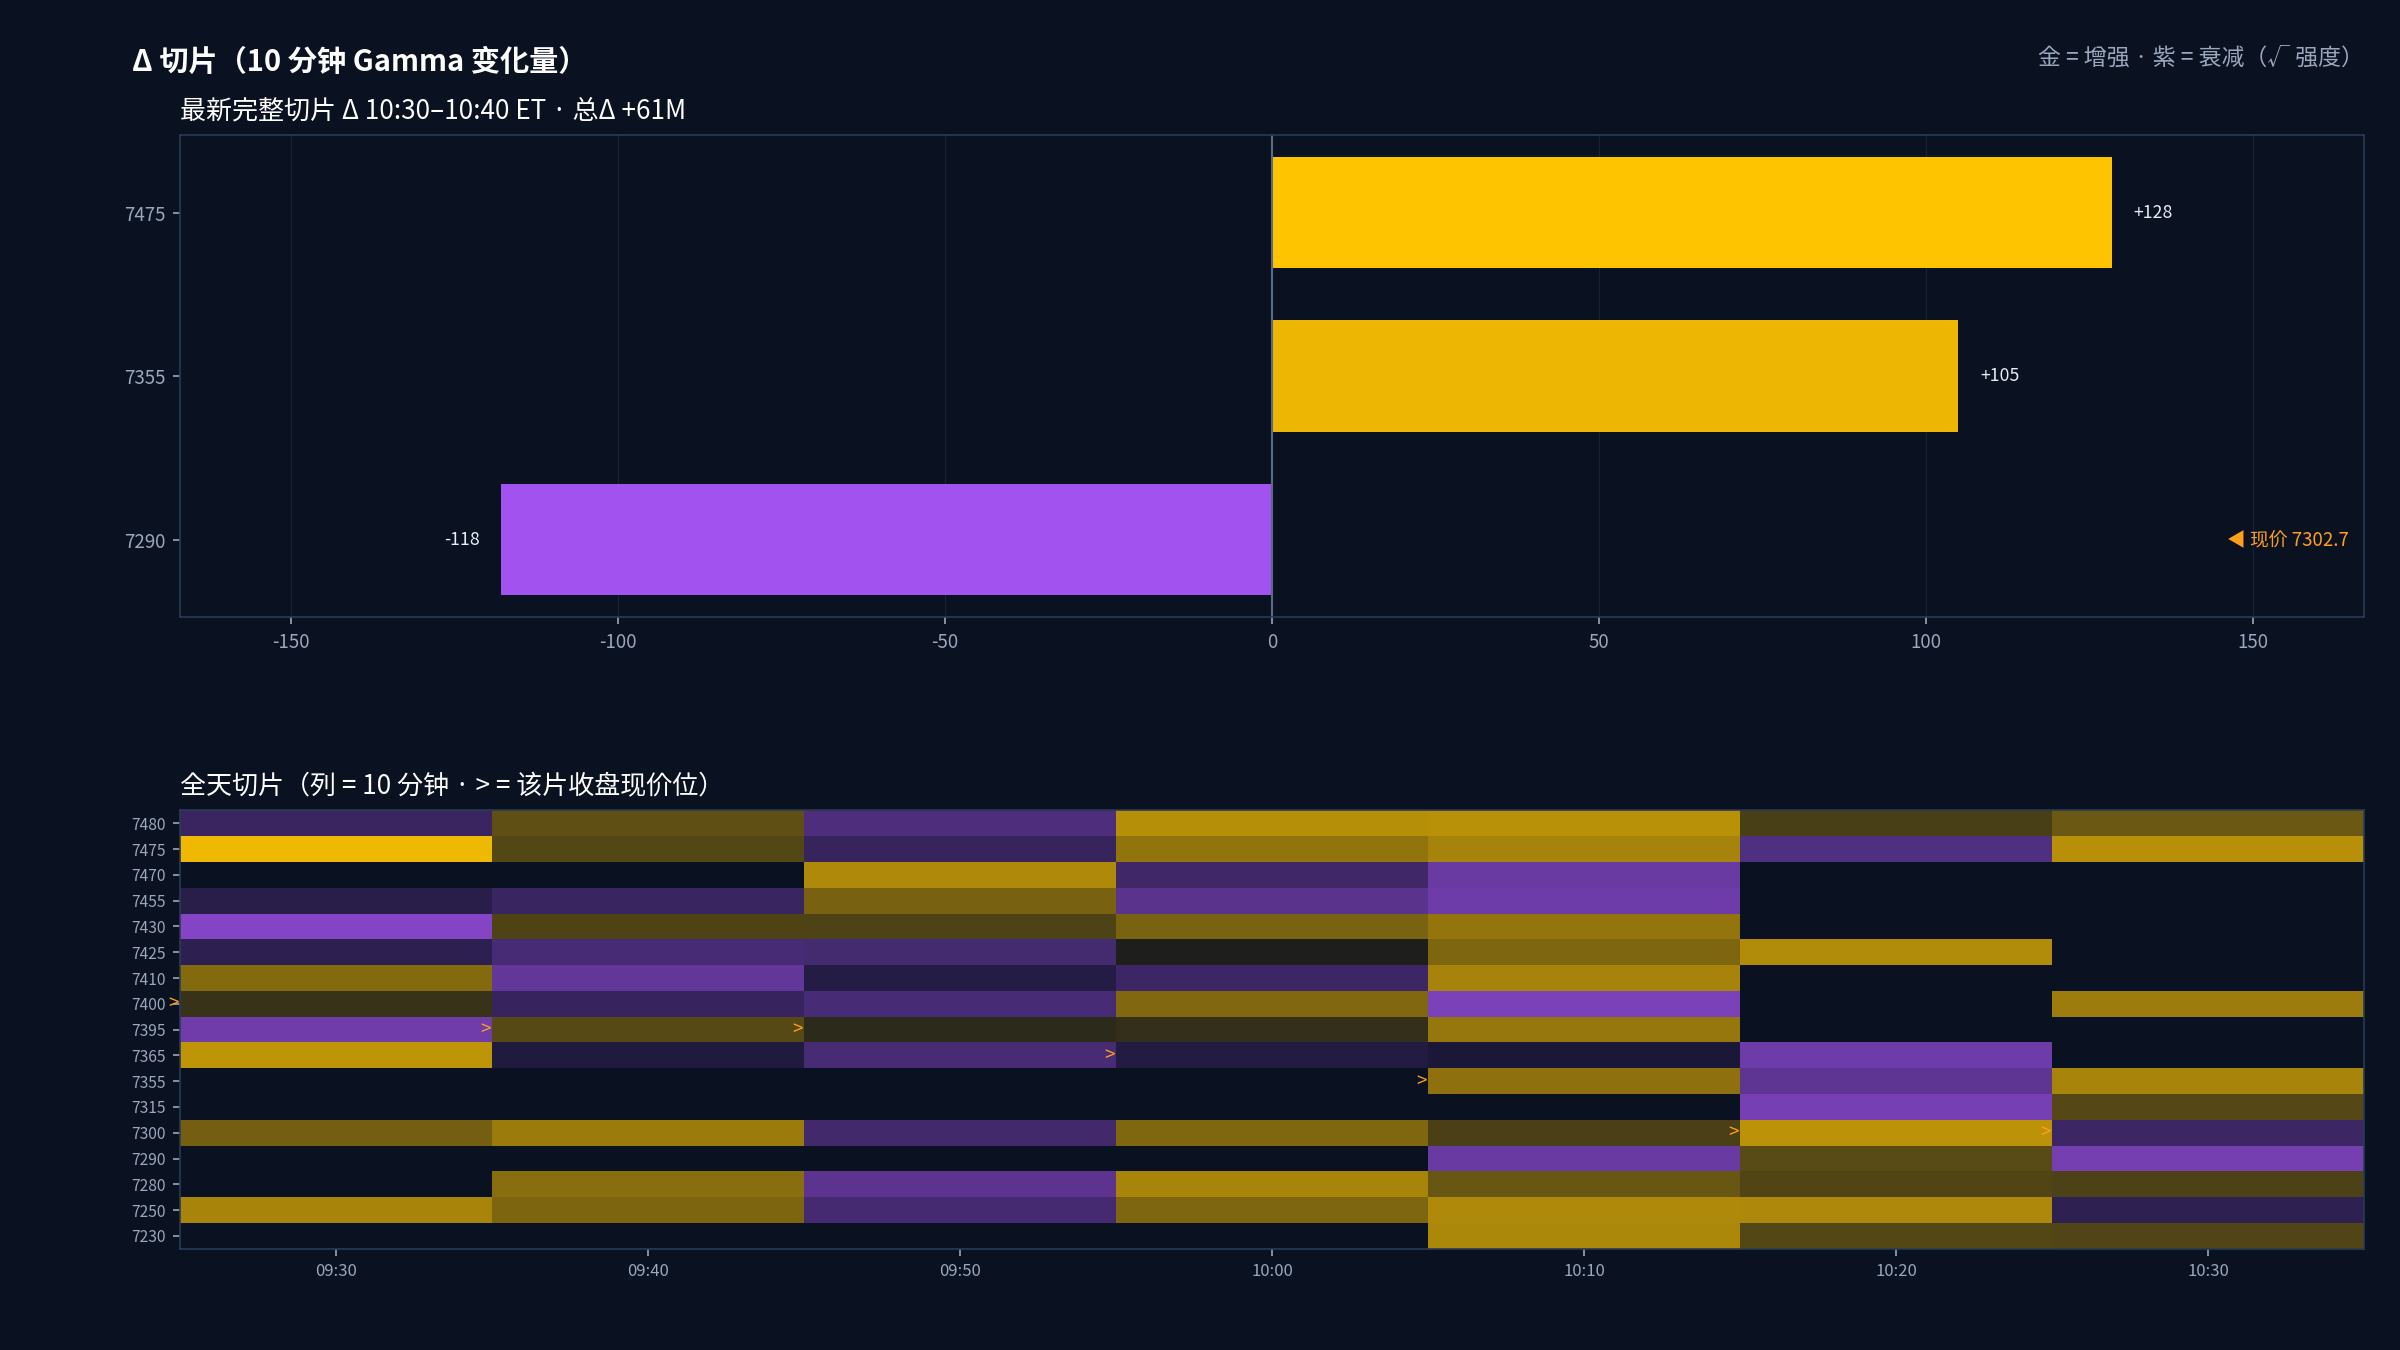 Δ 切片（10 分钟 Gamma 变化量）
金 = 增强 · 紫 = 衰减（√ 强度）
最新完整切片 Δ 10:30–10:40 ET · 总Δ +61M
7475
+128
7355
+105
7290
-118
◀ 现价 7302.7
-150 -100 -50 0 50 100 150
全天切片（列 = 10 分钟 · > = 该片收盘现价位）
7480
7475
7470
7455
7430
7425
7410
7400 >
7395 > >
7365 >
7355 >
7315
7300 > >
7290
7280
7250
7230
09:30 09:40 09:50 10:00 10:10 10:20 10:30